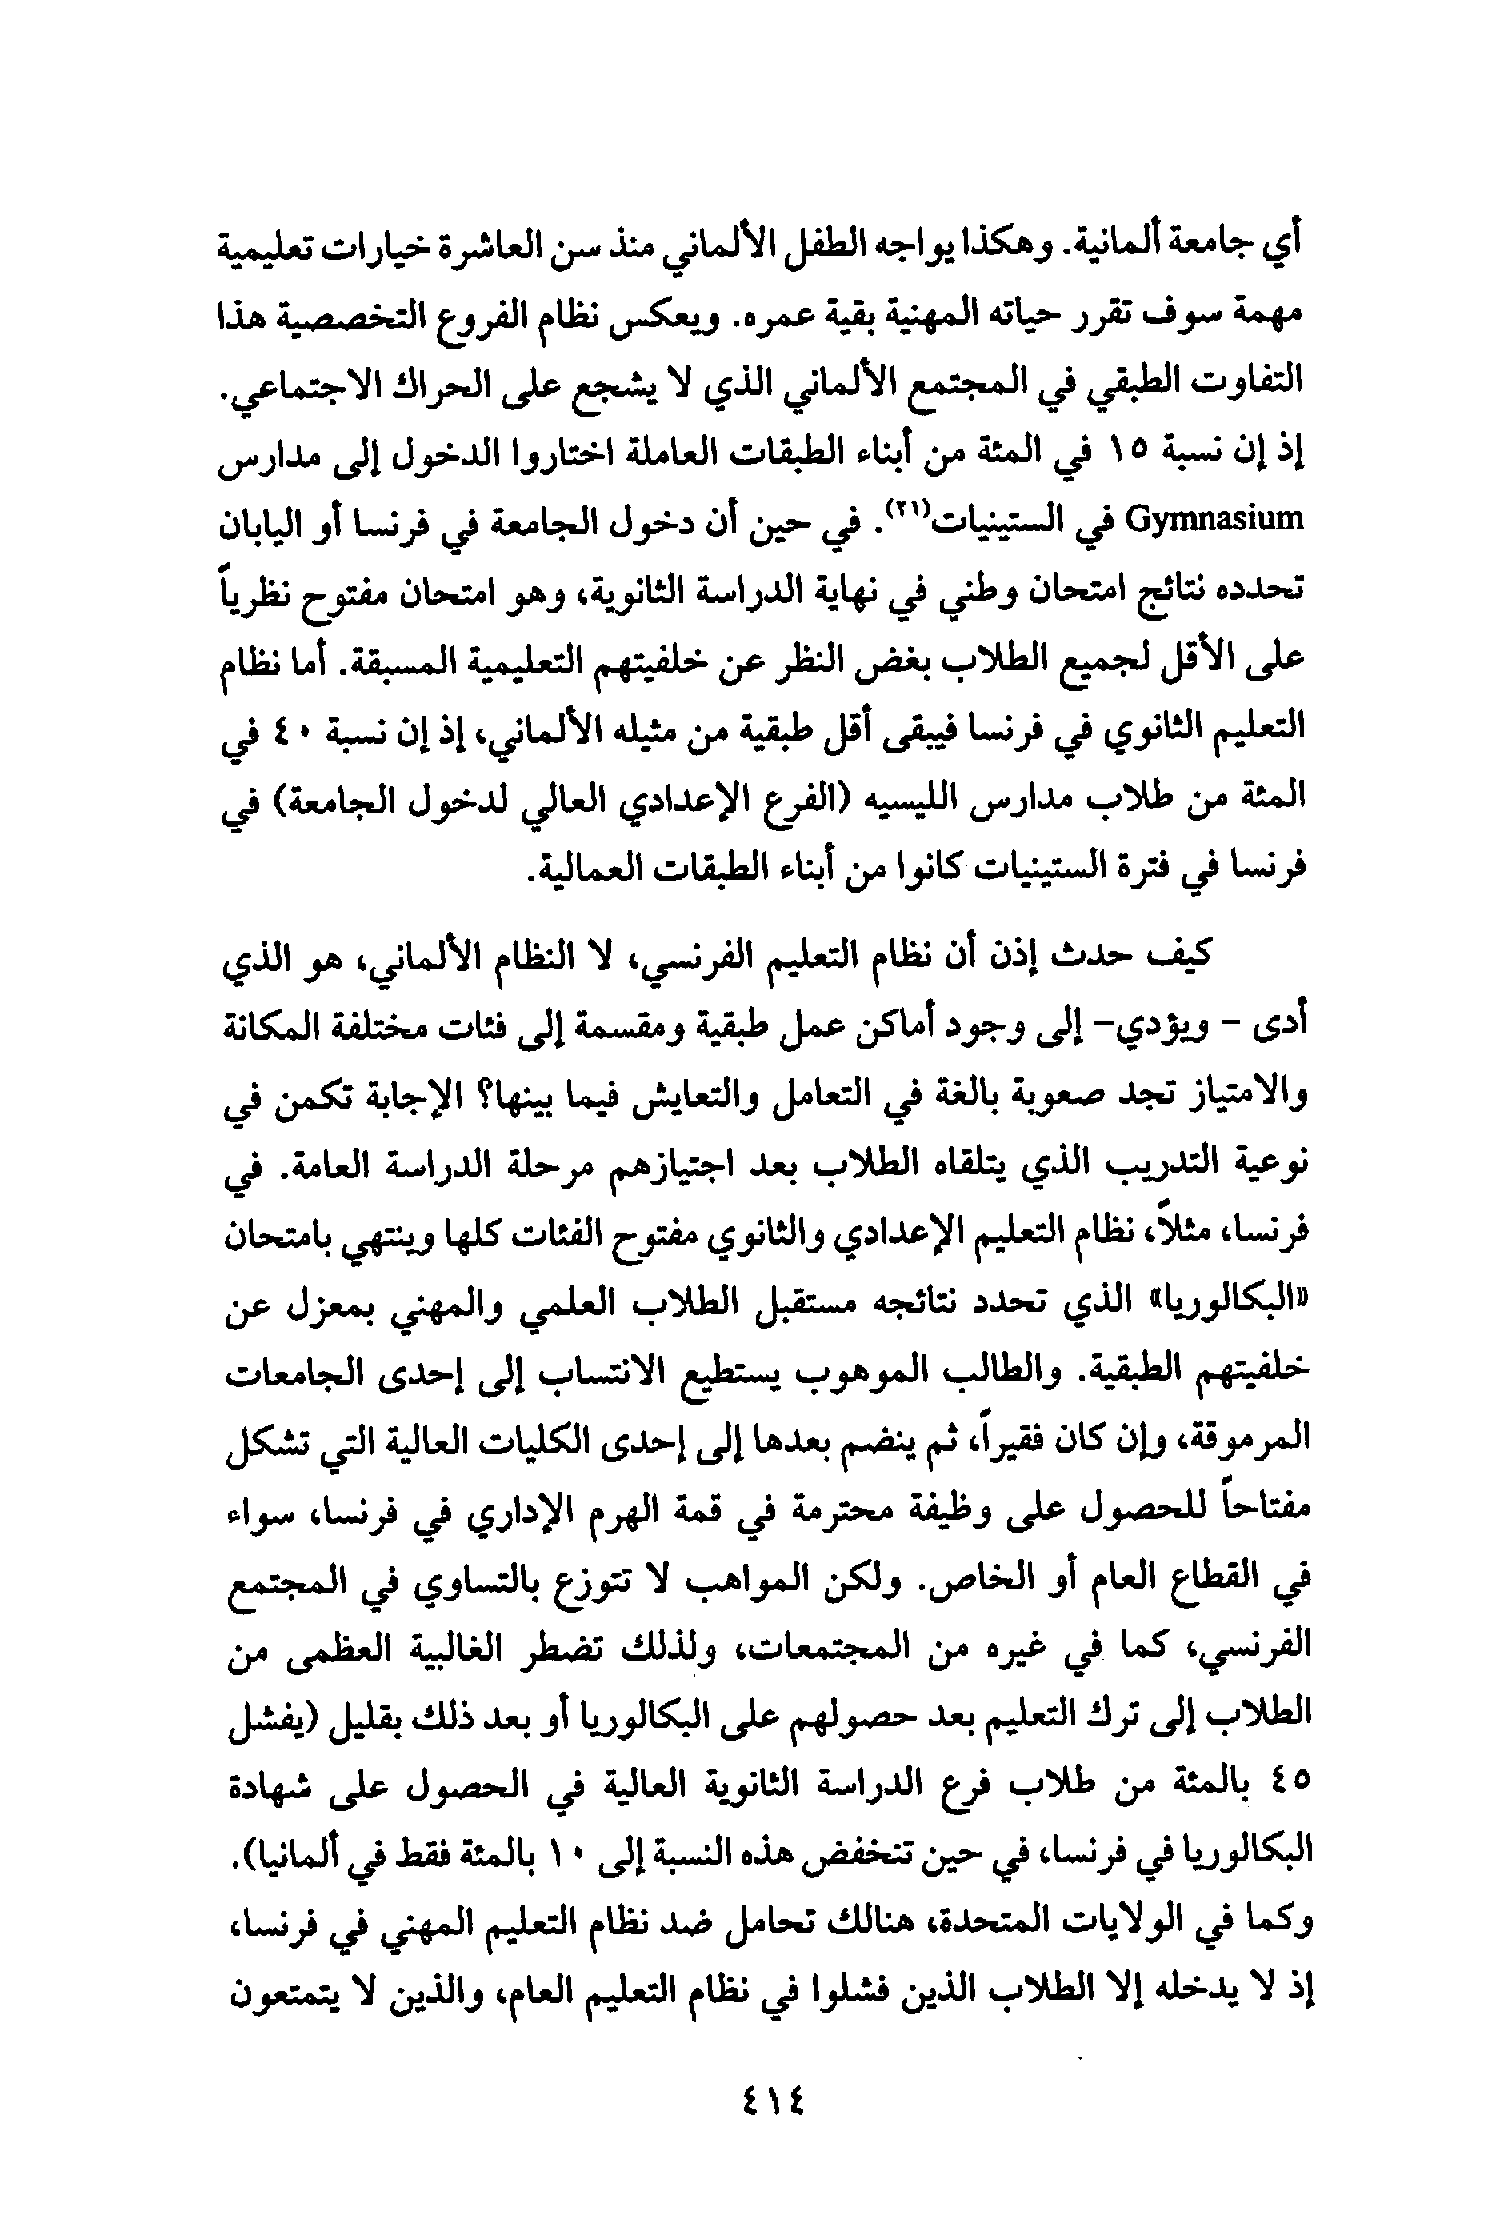 أي جامعة ألمانية. وهكذا يواجه الطفل الألماني منذ سن العاشرة خيارات تعليمية
مهمة سوف تقرر حياته المهنية بقية عمره. ويعكس نظام الفروع التخصصية هذا
التفاوت الطبقي في المجتمع الألماني الذي لا يشجع على الحراك الاجتماعي.
إذ إن نسبة ١٥ في المئة من أبناء الطبقات العاملة اختاروا الدخول إلى مدارس
Gymnasium في الستينيات(٢١). في حين أن دخول الجامعة في فرنسا أو اليابان
تحدده نتائج امتحان وطني في نهاية الدراسة الثانوية، وهو امتحان مفتوح نظرياً
على الأقل لجميع الطلاب بغض النظر عن خلفيتهم التعليمية المسبقة. أما نظام
التعليم الثانوي في فرنسا فيبقى أقل طبقية من مثيله الألماني، إذ إن نسبة ٤٠ في
المئة من طلاب مدارس الليسيه (الفرع الإعدادي العالي لدخول الجامعة) في
فرنسا في فترة الستينيات كانوا من أبناء الطبقات العمالية.
كيف حدث إذن أن نظام التعليم الفرنسي، لا النظام الألماني، هو الذي
أدى - ويؤدي- إلى وجود أماكن عمل طبقية ومقسمة إلى فئات مختلفة المكانة
والامتياز تجد صعوبة بالغة في التعامل والتعايش فيما بينها؟ الإجابة تكمن في
نوعية التدريب الذي يتلقاه الطلاب بعد اجتيازهم مرحلة الدراسة العامة. في
فرنسا، مثلاً، نظام التعليم الإعدادي والثانوي مفتوح الفئات كلها وينتهي بامتحان
«البكالوريا» الذي تحدد نتائجه مستقبل الطلاب العلمي والمهني بمعزل عن
خلفيتهم الطبقية. والطالب الموهوب يستطيع الانتساب إلى إحدى الجامعات
المرموقة، وإن كان فقيراً، ثم ينضم بعدها إلى إحدى الكليات العالية التي تشكل
مفتاحاً للحصول على وظيفة محترمة في قمة الهرم الإداري في فرنسا، سواء
في القطاع العام أو الخاص. ولكن المواهب لا تتوزع بالتساوي في المجتمع
الفرنسي، كما في غيره من المجتمعات، ولذلك تضطر الغالبية العظمى من
الطلاب إلى ترك التعليم بعد حصولهم على البكالوريا أو بعد ذلك بقليل (يفشل
٤٥ بالمئة من طلاب فرع الدراسة الثانوية العالية في الحصول على شهادة
البكالوريا في فرنسا، في حين تنخفض هذه النسبة إلى ١٠ بالمئة فقط في ألمانيا).
وكما في الولايات المتحدة، هنالك تحامل ضد نظام التعليم المهني في فرنسا،
إذ لا يدخله إلا الطلاب الذين فشلوا في نظام التعليم العام، والذين لا يتمتعون
٤١٤